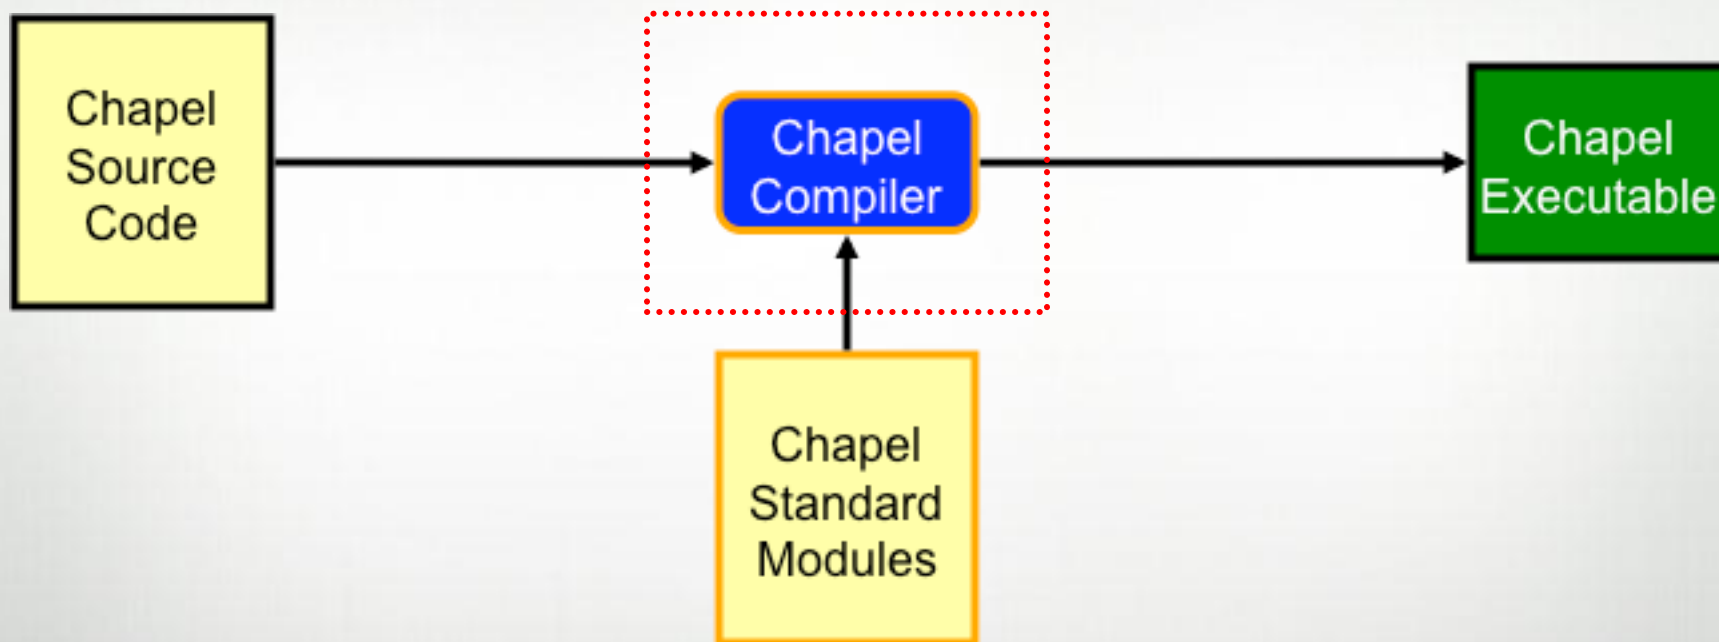 Chapel
Source
Code
Chapel
Compiler
Chapel
Executable
Chapel
Standard
Modules